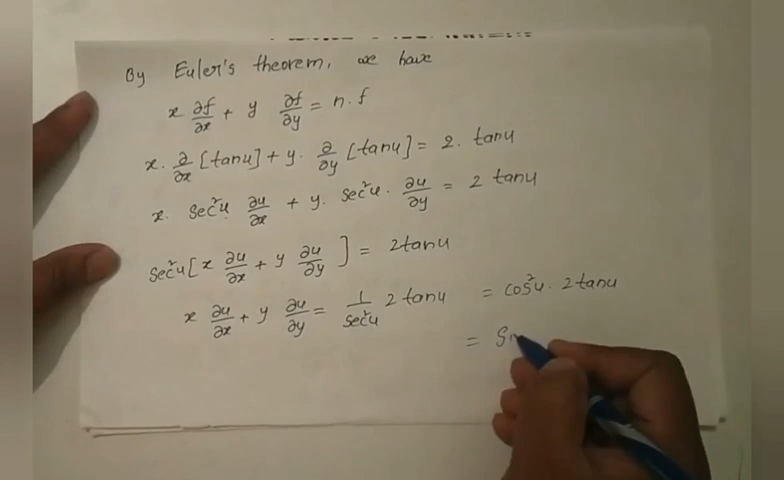 By Euler's theorem, we have
x ∂f/∂x + y ∂f/∂y = n.f
x. ∂/∂x [tanu] + y. ∂/∂y [tanu] = 2. tanu
x. sec²u ∂u/∂x + y. sec²u. ∂u/∂y = 2 tanu
sec²u [x ∂u/∂x + y ∂u/∂y] = 2tanu
x ∂u/∂x + y ∂u/∂y = 1/sec²u 2 tanu = cos²u. 2tanu
= Si